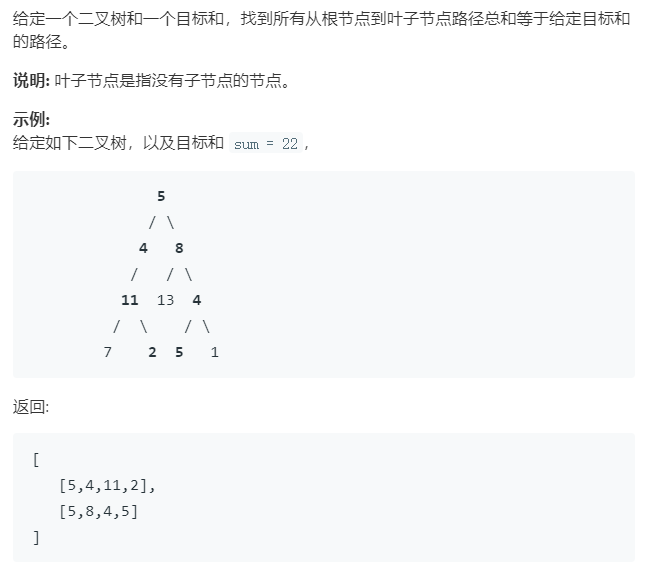 给定一个二叉树和一个目标和，找到所有从根节点到叶子节点路径总和等于给定目标和
的路径。
说明: 叶子节点是指没有子节点的节点。
示例:
给定如下二叉树，以及目标和 sum = 22，
5
/ \
4 8
/ / \
11 13 4
/ \ / \
7 2 5 1
返回:
[
[5,4,11,2],
[5,8,4,5]
]